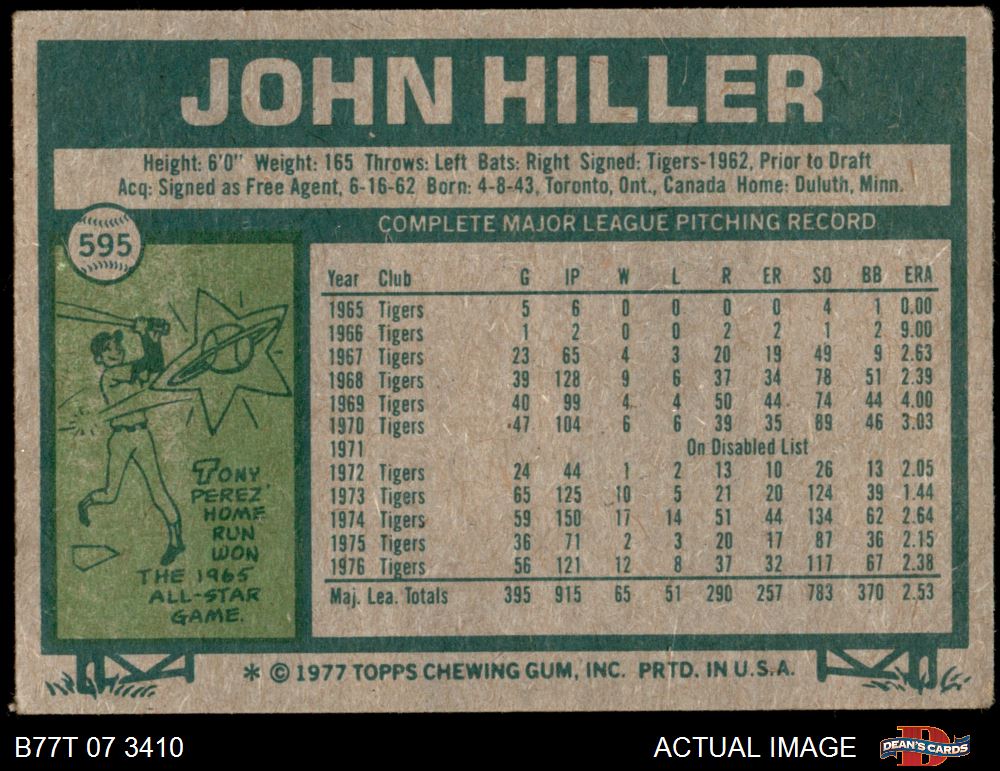 JOHN HILLER
Height: 6'0" Weight: 165 Throws: Left Bats: Right Signed: Tigers-1962, Prior to Draft
Acq: Signed as Free Agent, 6-16-62 Born: 4-8-43, Toronto, Ont., Canada Home: Duluth, Minn.
595
COMPLETE MAJOR LEAGUE PITCHING RECORD
Year Club G IP W L R ER SO BB ERA
1965 Tigers 5 6 0 0 0 0 4 1 0.00
1966 Tigers 1 2 0 0 2 2 1 2 9.00
1967 Tigers 23 65 4 3 20 19 49 9 2.63
1968 Tigers 39 128 9 6 37 34 78 51 2.39
1969 Tigers 40 99 4 4 50 44 74 44 4.00
1970 Tigers 47 104 6 6 39 35 89 46 3.03
1971 On Disabled List
1972 Tigers 24 44 1 2 13 10 26 13 2.05
1973 Tigers 65 125 10 5 21 20 124 39 1.44
1974 Tigers 59 150 17 14 51 44 134 62 2.64
1975 Tigers 36 71 2 3 20 17 87 36 2.15
1976 Tigers 56 121 12 8 37 32 117 67 2.38
Maj. Lea. Totals 395 915 65 51 290 257 783 370 2.53
TONY
PEREZ'
HOME
RUN
WON
THE 1965
ALL-STAR
GAME.
* © 1977 TOPPS CHEWING GUM, INC. PRTD. IN U.S.A.
B77T 07 3410
ACTUAL IMAGE
DEAN'S CARDS